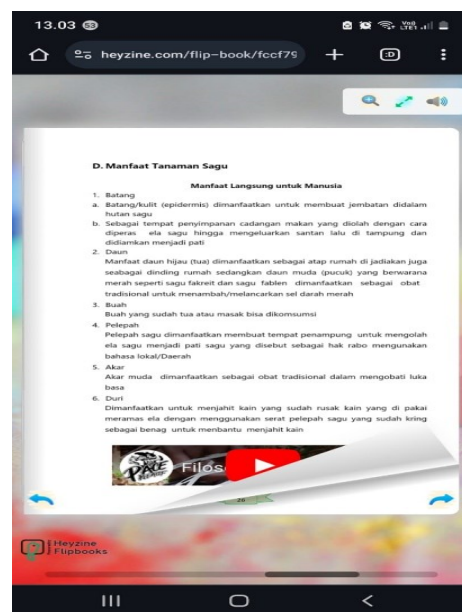 13.03 53
Vo))
LTE1
heyzine.com/flip-book/fccf79
:D
D. Manfaat Tanaman Sagu
Manfaat Langsung untuk Manusia
1. Batang
a. Batang/kulit (epidermis) dimanfaatkan untuk membuat jembatan didalam
hutan sagu
b. Sebagai tempat penyimpanan cadangan makan yang diolah dengan cara
diperas ela sagu hingga mengeluarkan santan lalu di tampung dan
didiamkan menjadi pati
2. Daun
Manfaat daun hijau (tua) dimanfaatkan sebagai atap rumah di jadiakan juga
seabagai dinding rumah sedangkan daun muda (pucuk) yang berwarana
merah seperti sagu fakreit dan sagu fablen dimanfaatkan sebagai obat
tradisional untuk menambah/melancarkan sel darah merah
3. Buah
Buah yang sudah tua atau masak bisa dikomsumsi
4. Pelepah
Pelepah sagu dimanfaatkan membuat tempat penampung untuk mengolah
ela sagu menjadi pati sagu yang disebut sebagai hak rabo mengunakan
bahasa lokal/Daerah
5. Akar
Akar muda dimanfaatkan sebagai obat tradisional dalam mengobati luka
basa
6. Duri
Dimanfaatkan untuk menjahit kain yang sudah rusak kain yang di pakai
meramas ela dengan menggunakan serat pelepah sagu yang sudah kring
sebagai benag untuk membantu menjahit kain
PACE
Filos
Heyzine
Flipbooks